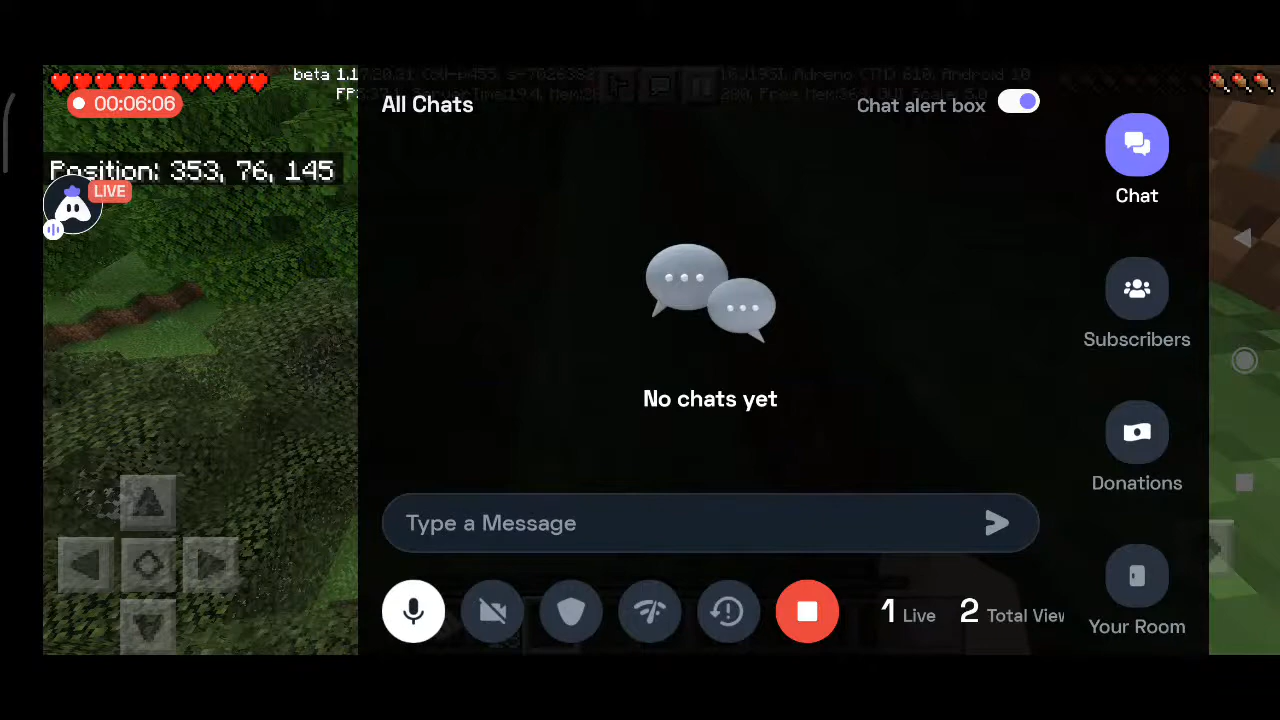 beta 1.1
00:06:06
FP
Position: 353, 76, 145
LIVE
All Chats
Chat alert box
No chats yet
Type a Message
1 Live
2 Total View
Chat
Subscribers
Donations
Your Room